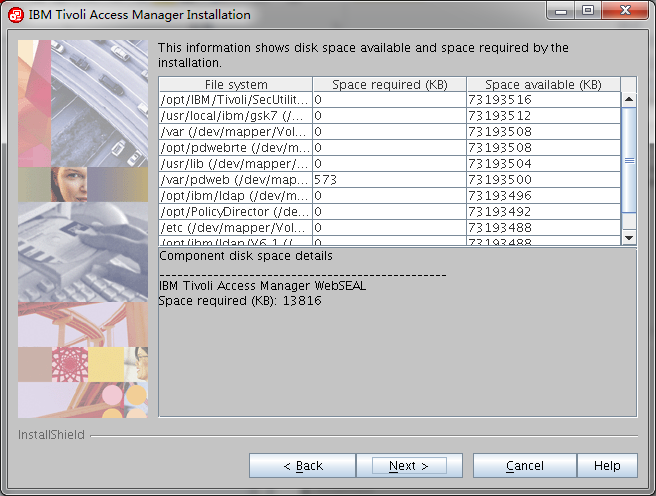 IBM Tivoli Access Manager Installation
This information shows disk space available and space required by the
installation.
File system Space required (KB) Space available (KB)
/opt/IBM/Tivoli/SecUtilit... 0 73193516
/usr/local/ibm/gsk7 (/... 0 73193512
/var (/dev/mapper/Vol... 0 73193508
/opt/pdwebrte (/dev/m... 0 73193508
/usr/lib (/dev/mapper/... 0 73193504
/var/pdweb (/dev/map... 573 73193500
/opt/ibm/ldap (/dev/m... 0 73193496
/opt/PolicyDirector (/de... 0 73193492
/etc (/dev/mapper/Vol... 0 73193488
/opt/ibm/ldap/V6.1 (/... 0 73193488
Component disk space details
------------------------------------------------
IBM Tivoli Access Manager WebSEAL
Space required (KB): 13816
InstallShield
< Back Next > Cancel Help